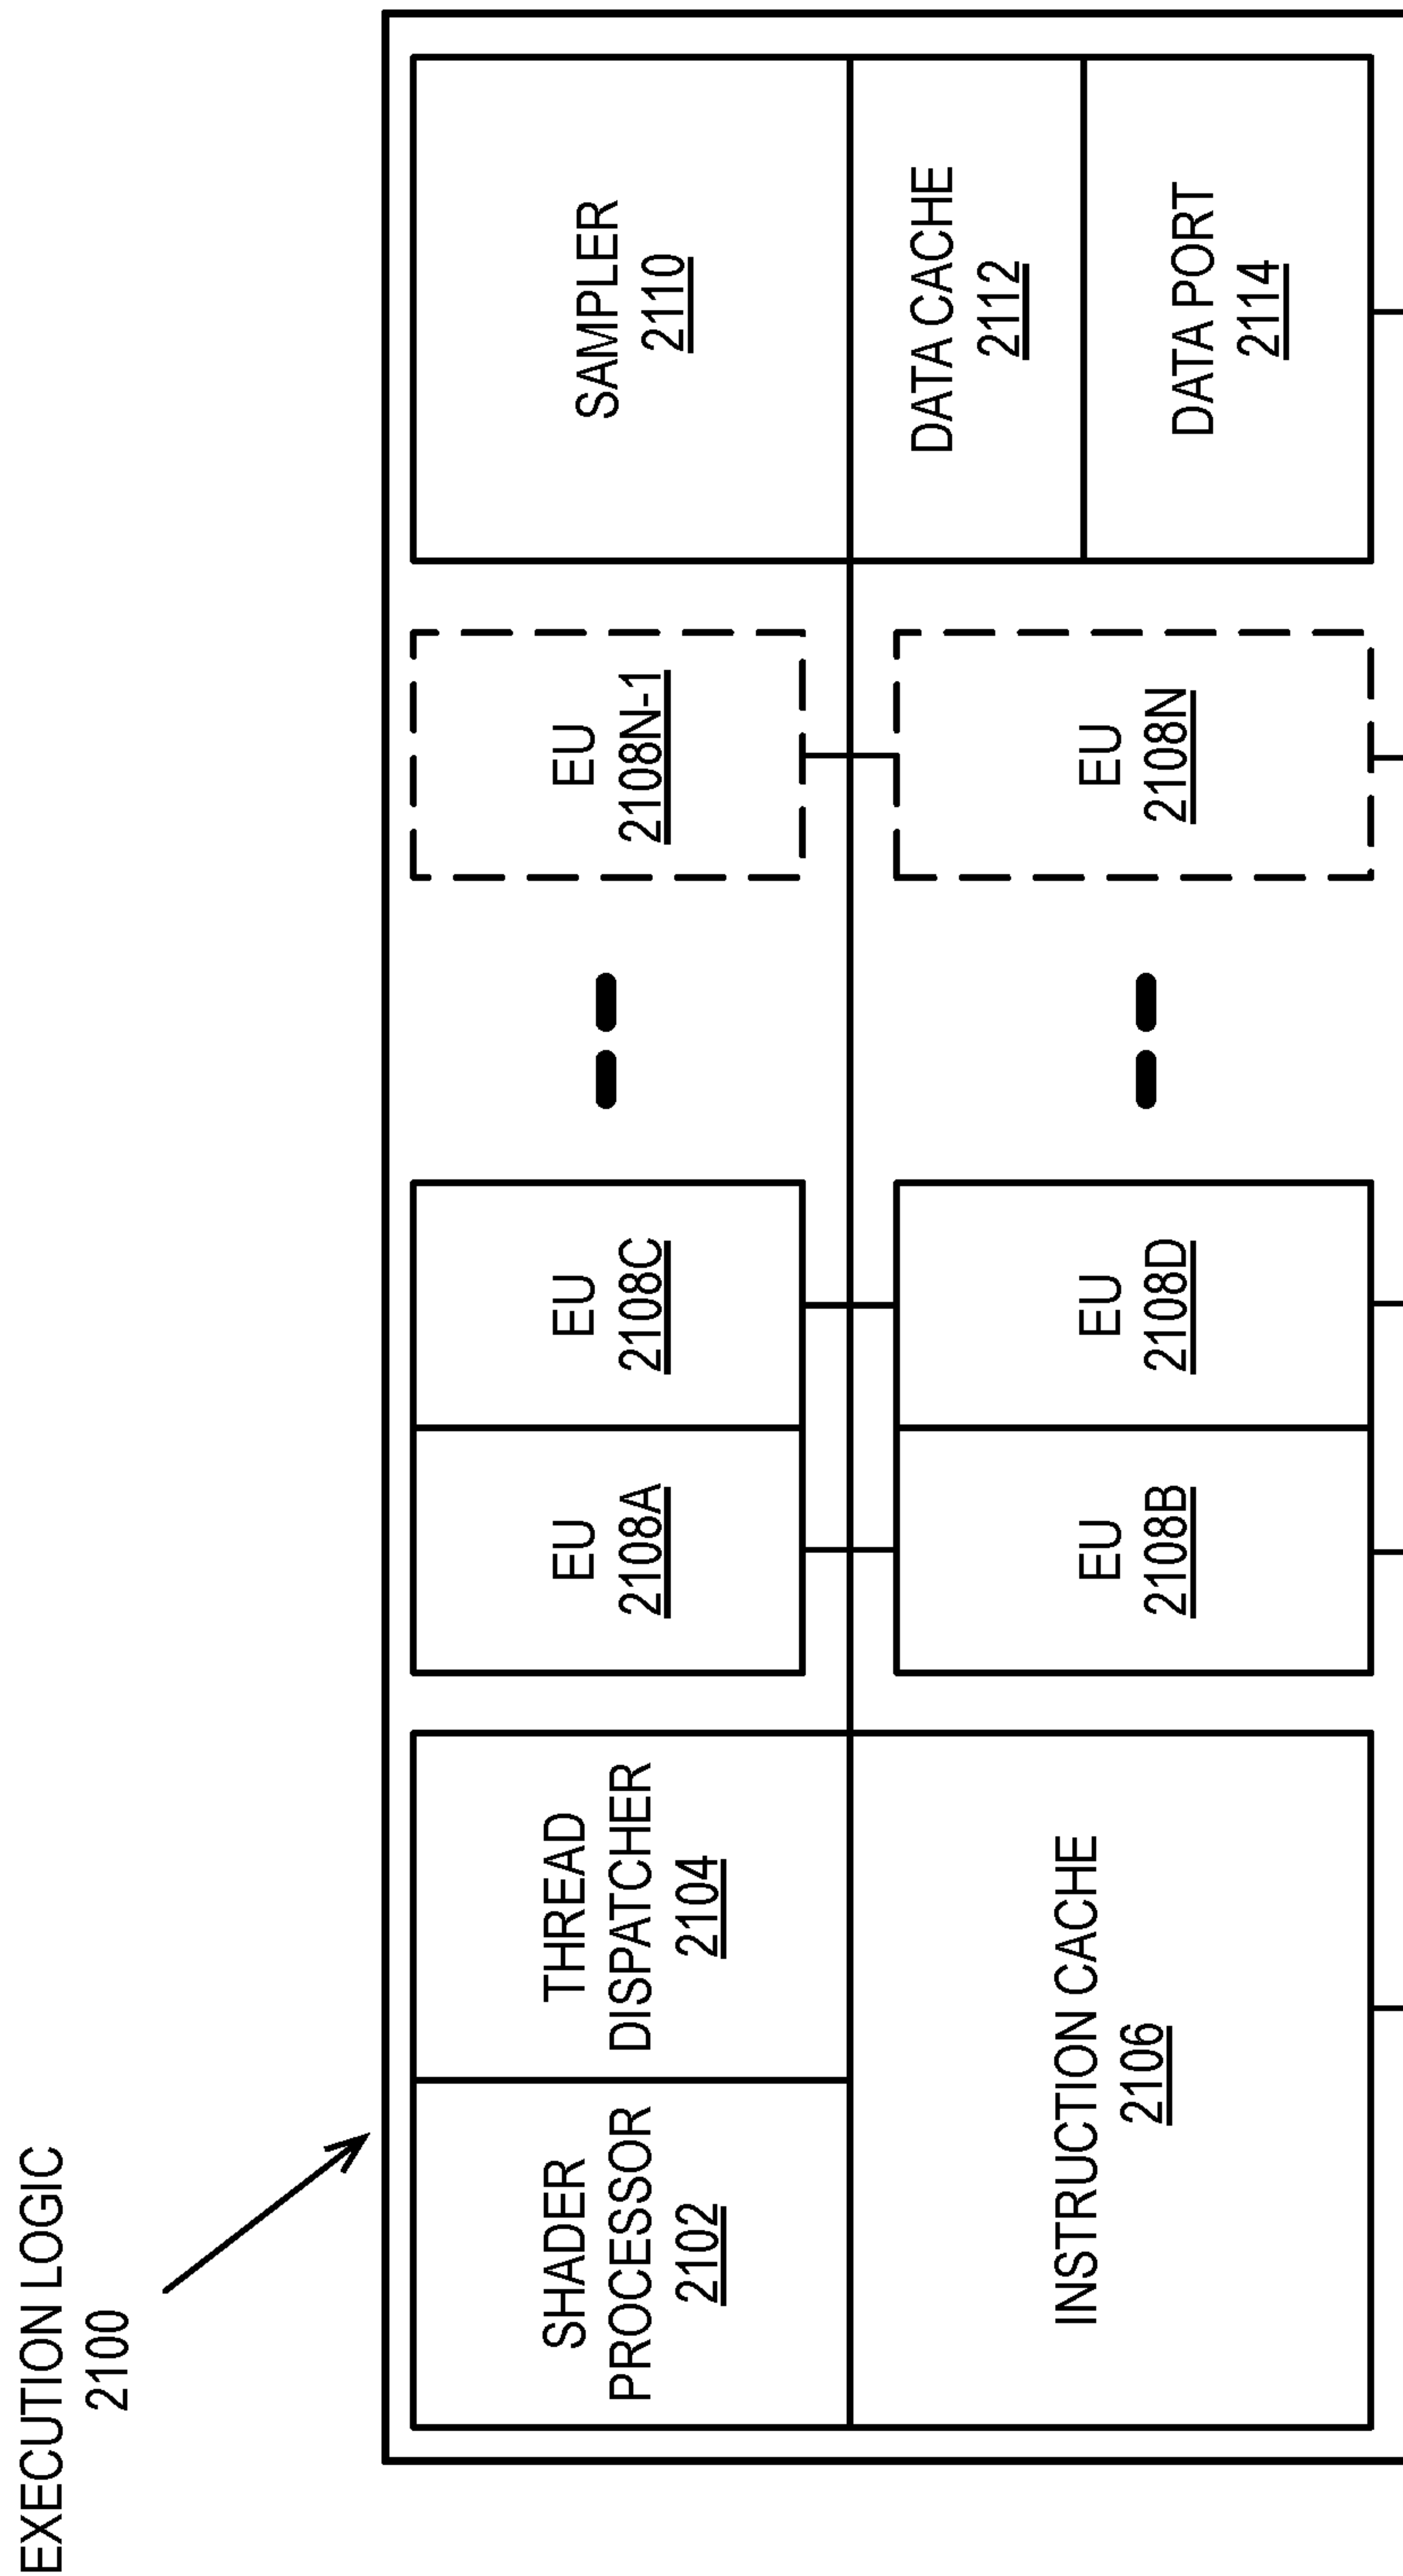 EXECUTION LOGIC
2100
SHADER
PROCESSOR
2102
THREAD
DISPATCHER
2104
EU
2108A
EU
2108C
EU
2108N-1
SAMPLER
2110
INSTRUCTION CACHE
2106
EU
2108B
EU
2108D
EU
2108N
DATA CACHE
2112
DATA PORT
2114